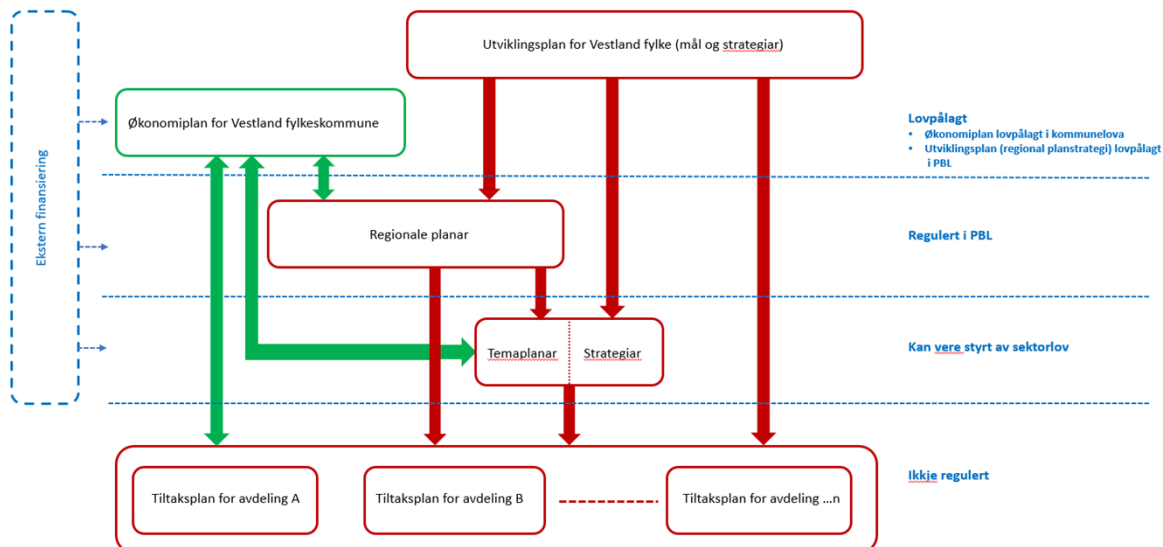 Utviklingsplan for Vestland fylke (mål og strategiar)
Økonomiplan for Vestland fylkeskommune
Lovpålagt
• Økonomiplan lovpålagt i kommunelova
• Utviklingsplan (regional planstrategi) lovpålagt
i PBL
Ekstern finansiering
Regionale planar
Regulert i PBL
Temaplanar
Strategiar
Kan vere styrt av sektorlov
Ikkje regulert
Tiltaksplan for avdeling A
Tiltaksplan for avdeling B
Tiltaksplan for avdeling ...n